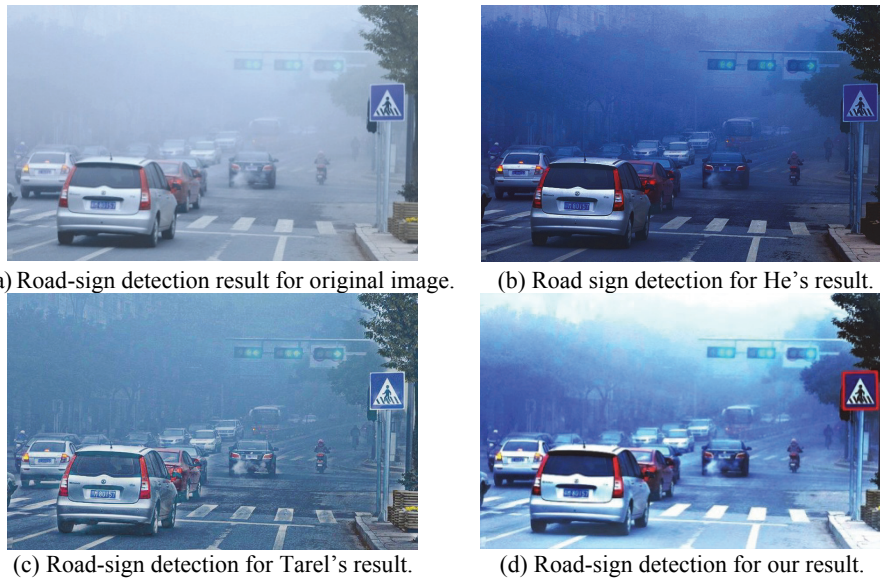 ) Road-sign detection result for original image.
(b) Road sign detection for He's result.
(c) Road-sign detection for Tarel's result.
(d) Road-sign detection for our result.